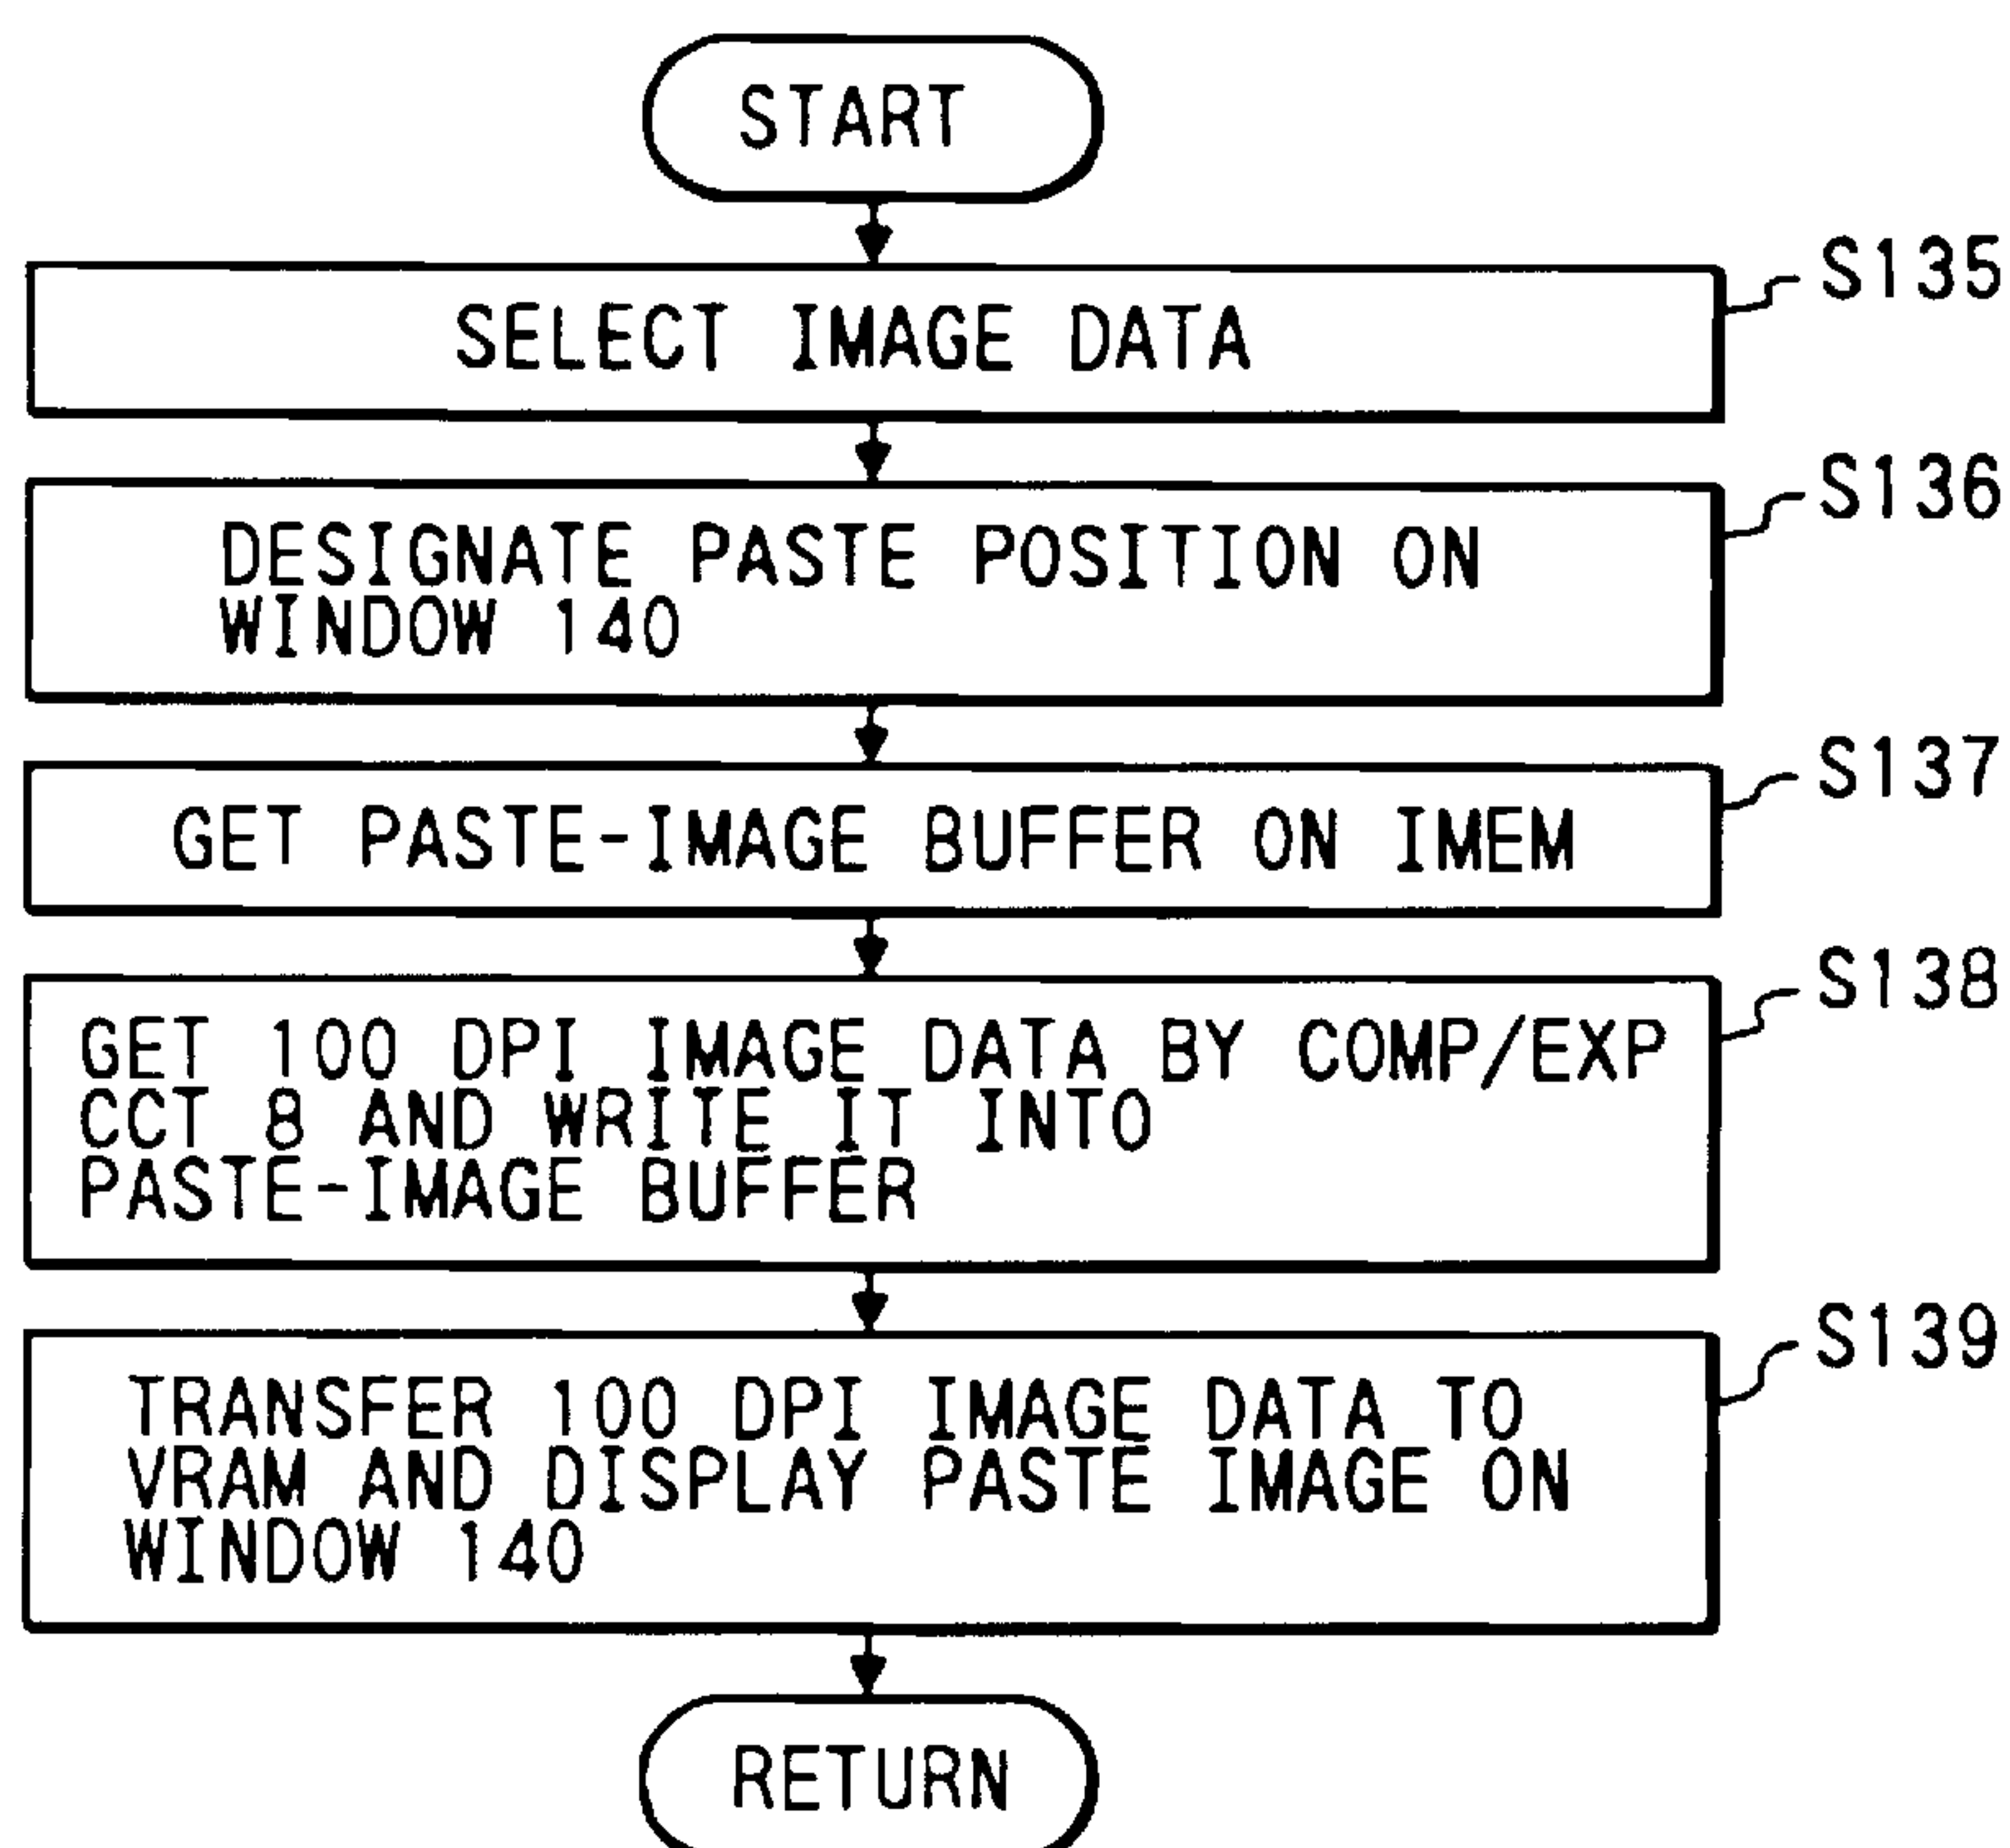 START
S135
SELECT IMAGE DATA
S136
DESIGNATE PASTE POSITION ON
WINDOW 140
S137
GET PASTE-IMAGE BUFFER ON IMEM
S138
GET 100 DPI IMAGE DATA BY COMP/EXP
CCT 8 AND WRITE IT INTO
PASTE-IMAGE BUFFER
S139
TRANSFER 100 DPI IMAGE DATA TO
VRAM AND DISPLAY PASTE IMAGE ON
WINDOW 140
RETURN